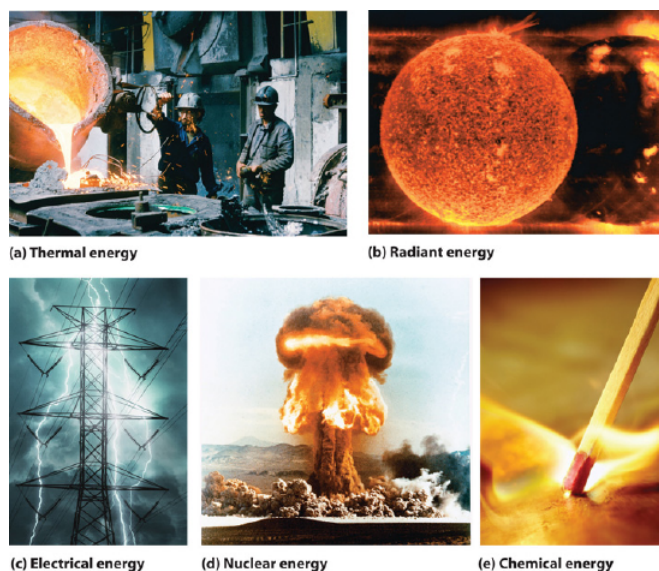 (a) Thermal energy
(b) Radiant energy
(c) Electrical energy
(d) Nuclear energy
(e) Chemical energy